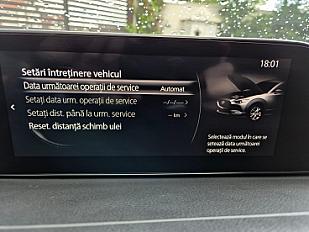 18:01
Setări întreținere vehicul
Data următoarei operații de service Automat
Setați data urm. operații de service --/--/----
Setați dist. până la urm. service -- km
Reset. distanță schimb ulei
Selectează modul în care se
setează data următoarei
operații de service.